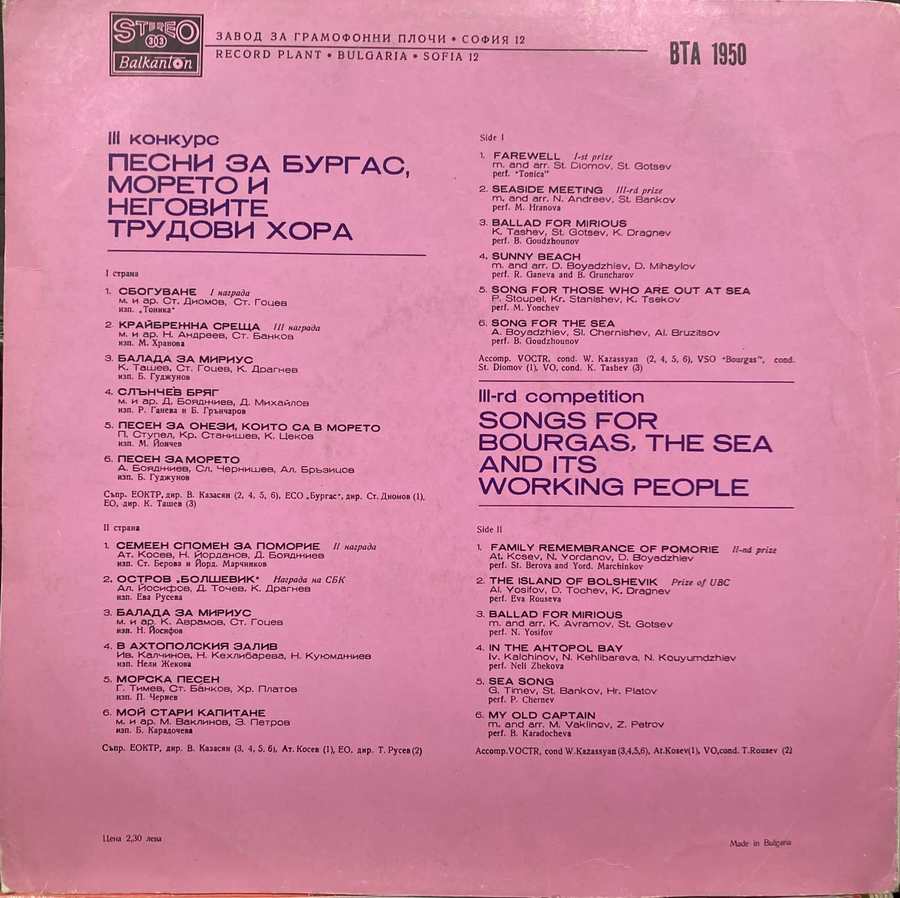 STEREO
33
Balkanton
ЗАВОД ЗА ГРАМОФОННИ ПЛОЧИ • СОФИЯ 12
RECORD PLANT • BULGARIA • SOFIA 12
ВТА 1950
III конкурс
ПЕСНИ ЗА БУРГАС,
МОРЕТО И
НЕГОВИТЕ
ТРУДОВИ ХОРА
I страна
1. СБОГУВАНЕ I награда
м. и ар. Ст. Диомов, Ст. Гоцев
изп. „Тоника"
2. КРАЙБРЕЖНА СРЕЩА III награда
м. и ар. Н. Андреев, Ст. Банков
изп. М. Хранова
3. БАЛАДА ЗА МИРИУС
К. Ташев, Ст. Гоцев, К. Драгнев
изп. Б. Гуджунов
4. СЛЪНЧЕВ БРЯГ
м. и ар. Д. Бояджиев, Д. Михайлов
изп. Р. Ганева и Б. Грънчаров
5. ПЕСЕН ЗА ОНЕЗИ, КОИТО СА В МОРЕТО
П. Ступел, Кр. Станишев, К. Цеков
изп. М. Йончев
6. ПЕСЕН ЗА МОРЕТО
А. Бояджиев, Сл. Чернишев, Ал. Бръзицов
изп. Б. Гуджунов
Съпр. ЕОКТР, дир. В. Казасян (2, 4, 5, 6), ЕСО „Бургас", дир. Ст. Диомов (1),
ЕО, дир. К. Ташев (3)
II страна
1. СЕМЕЕН СПОМЕН ЗА ПОМОРИЕ II награда
Ат. Косев, Н. Йорданов, Д. Бояджиев
изп. Ст. Берова и Йорд. Марчинков
2. ОСТРОВ „БОЛШЕВИК" Награда на СБК
Ал. Йосифов, Д. Точев, К. Драгнев
изп. Ева Русева
3. БАЛАДА ЗА МИРИУС
м. и ар. К. Аврамов, Ст. Гоцев
изп. Н. Йосифов
4. В АХТОПОЛСКИЯ ЗАЛИВ
Ив. Калчинов, Н. Кехлибарева, Н. Куюмджиев
изп. Нели Жекова
5. МОРСКА ПЕСЕН
Г. Тимев, Ст. Банков, Хр. Платов
изп. П. Чернев
6. МОЙ СТАРИ КАПИТАНЕ
м. и ар. М. Ваклинов, З. Петров
изп. Б. Карадочева
Съпр. ЕОКТР, дир. В. Казасян (3, 4, 5, 6), Ат. Косев (1), ЕО, дир. Т. Русев (2)
Цена 2,30 лева
Side I
1. FAREWELL I-st prize
m. and arr. St. Diomov, St. Gotsev
perf. "Tonica"
2. SEASIDE MEETING III-rd prize
m. and arr. N. Andreev, St. Bankov
perf. M. Hranova
3. BALLAD FOR MIRIOUS
K. Tashev, St. Gotsev, K. Dragnev
perf. B. Goudzhounov
4. SUNNY BEACH
m. and arr. D. Boyadzhiev, D. Mihaylov
perf. R. Ganeva and B. Gruncharov
5. SONG FOR THOSE WHO ARE OUT AT SEA
P. Stoupel, Kr. Stanishev, K. Tsekov
perf. M. Yonchev
6. SONG FOR THE SEA
A. Boyadzhiev, Sl. Chernishev, Al. Bruzitsov
perf. B. Goudzhounov
Accomp. VOCTR, cond. W. Kazassyan (2, 4, 5, 6), VSO "Bourgas", cond.
St. Diomov (1), VO, cond. K. Tashev (3)
III-rd competition
SONGS FOR
BOURGAS, THE SEA
AND ITS
WORKING PEOPLE
Side II
1. FAMILY REMEMBRANCE OF POMORIE II-nd prize
At. Kcsev, N. Yordanov, D. Boyadzhiev
perf. St. Berova and Yord. Marchinkov
2. THE ISLAND OF BOLSHEVIK Prize of UBC
Al. Yosifov, D. Tochev, K. Dragnev
perf. Eva Rouseva
3. BALLAD FOR MIRIOUS
m. and arr. K. Avramov, St. Gotsev
perf. N. Yosifov
4. IN THE AHTOPOL BAY
Iv. Kalchinov, N. Kehlibareva, N. Kouyumdzhiev
perf. Neli Zhekova
5. SEA SONG
G. Timev, St. Bankov, Hr. Platov
perf. P. Chernev
6. MY OLD CAPTAIN
m. and arr. M. Vaklinov, Z. Petrov
perf. B. Karadocheva
Accomp.VOCTR, cond W.Kazassyan (3,4,5,6), At.Kosev(1), VO,cond. T.Rousev (2)
Made in Bulgaria